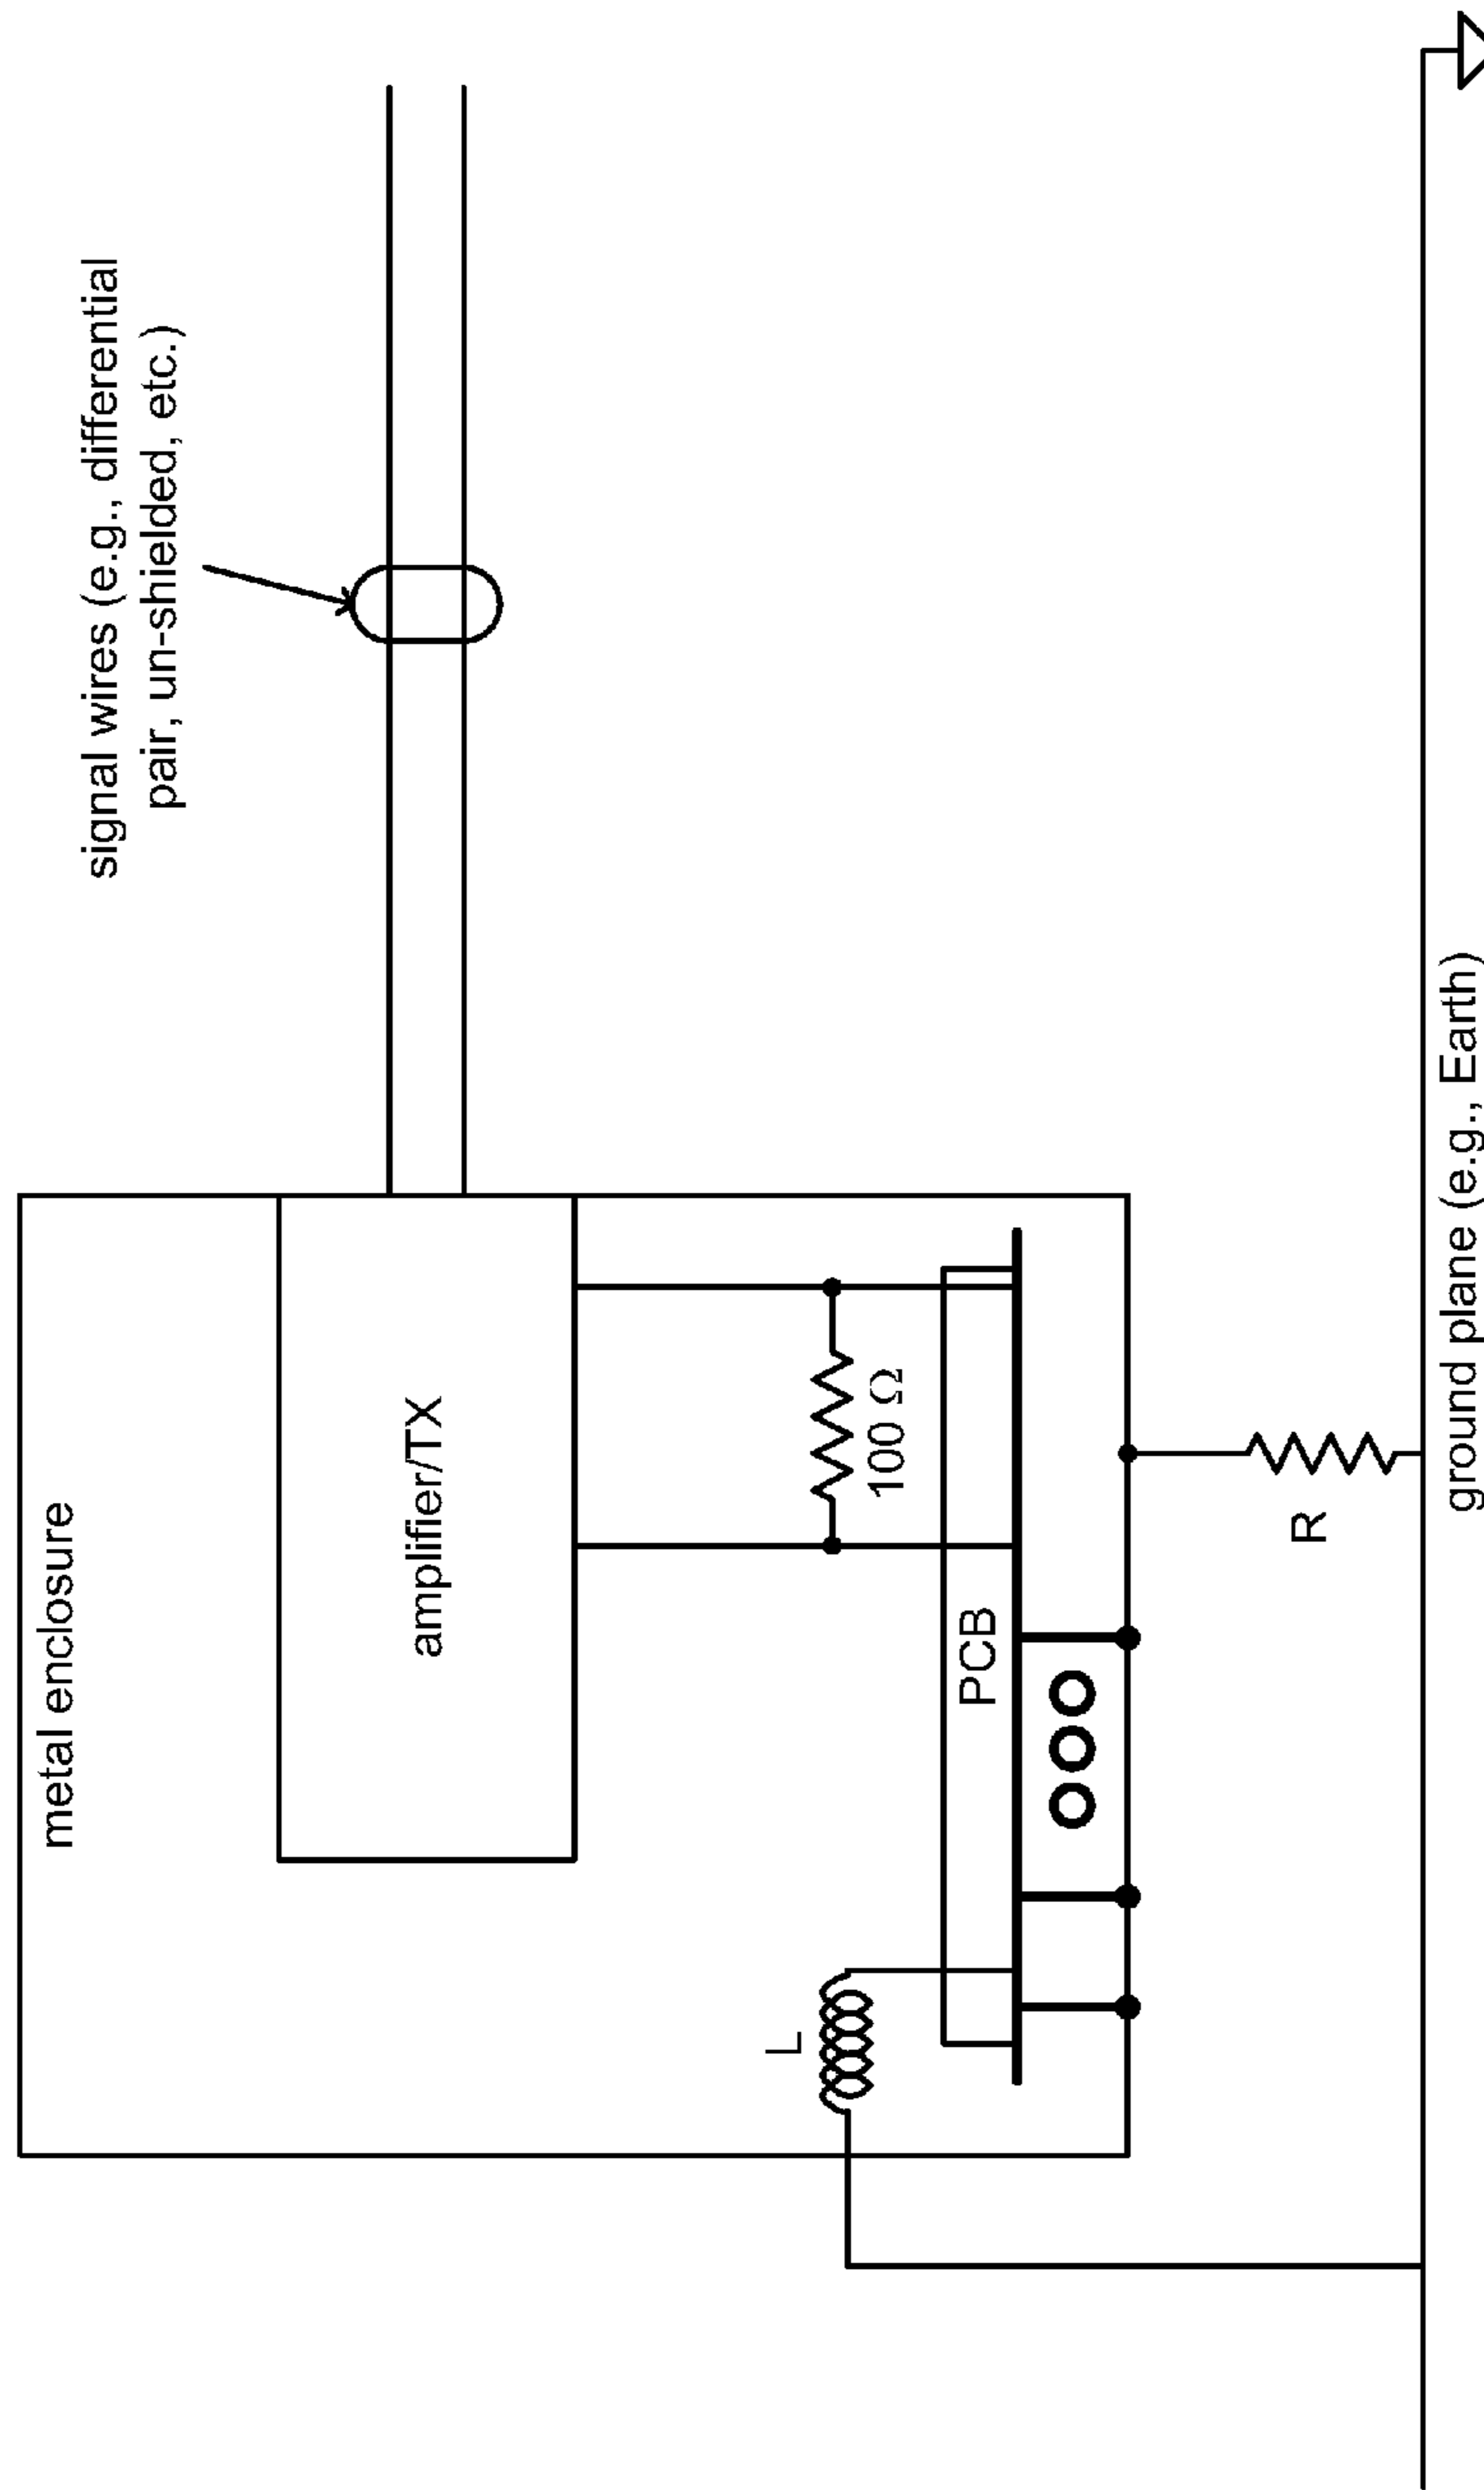 signal wires (e.g., differential
pair, un-shielded, etc.)
metal enclosure
amplifier/TX
100 Ω
L
PCB
R
ground plane (e.g., Earth)